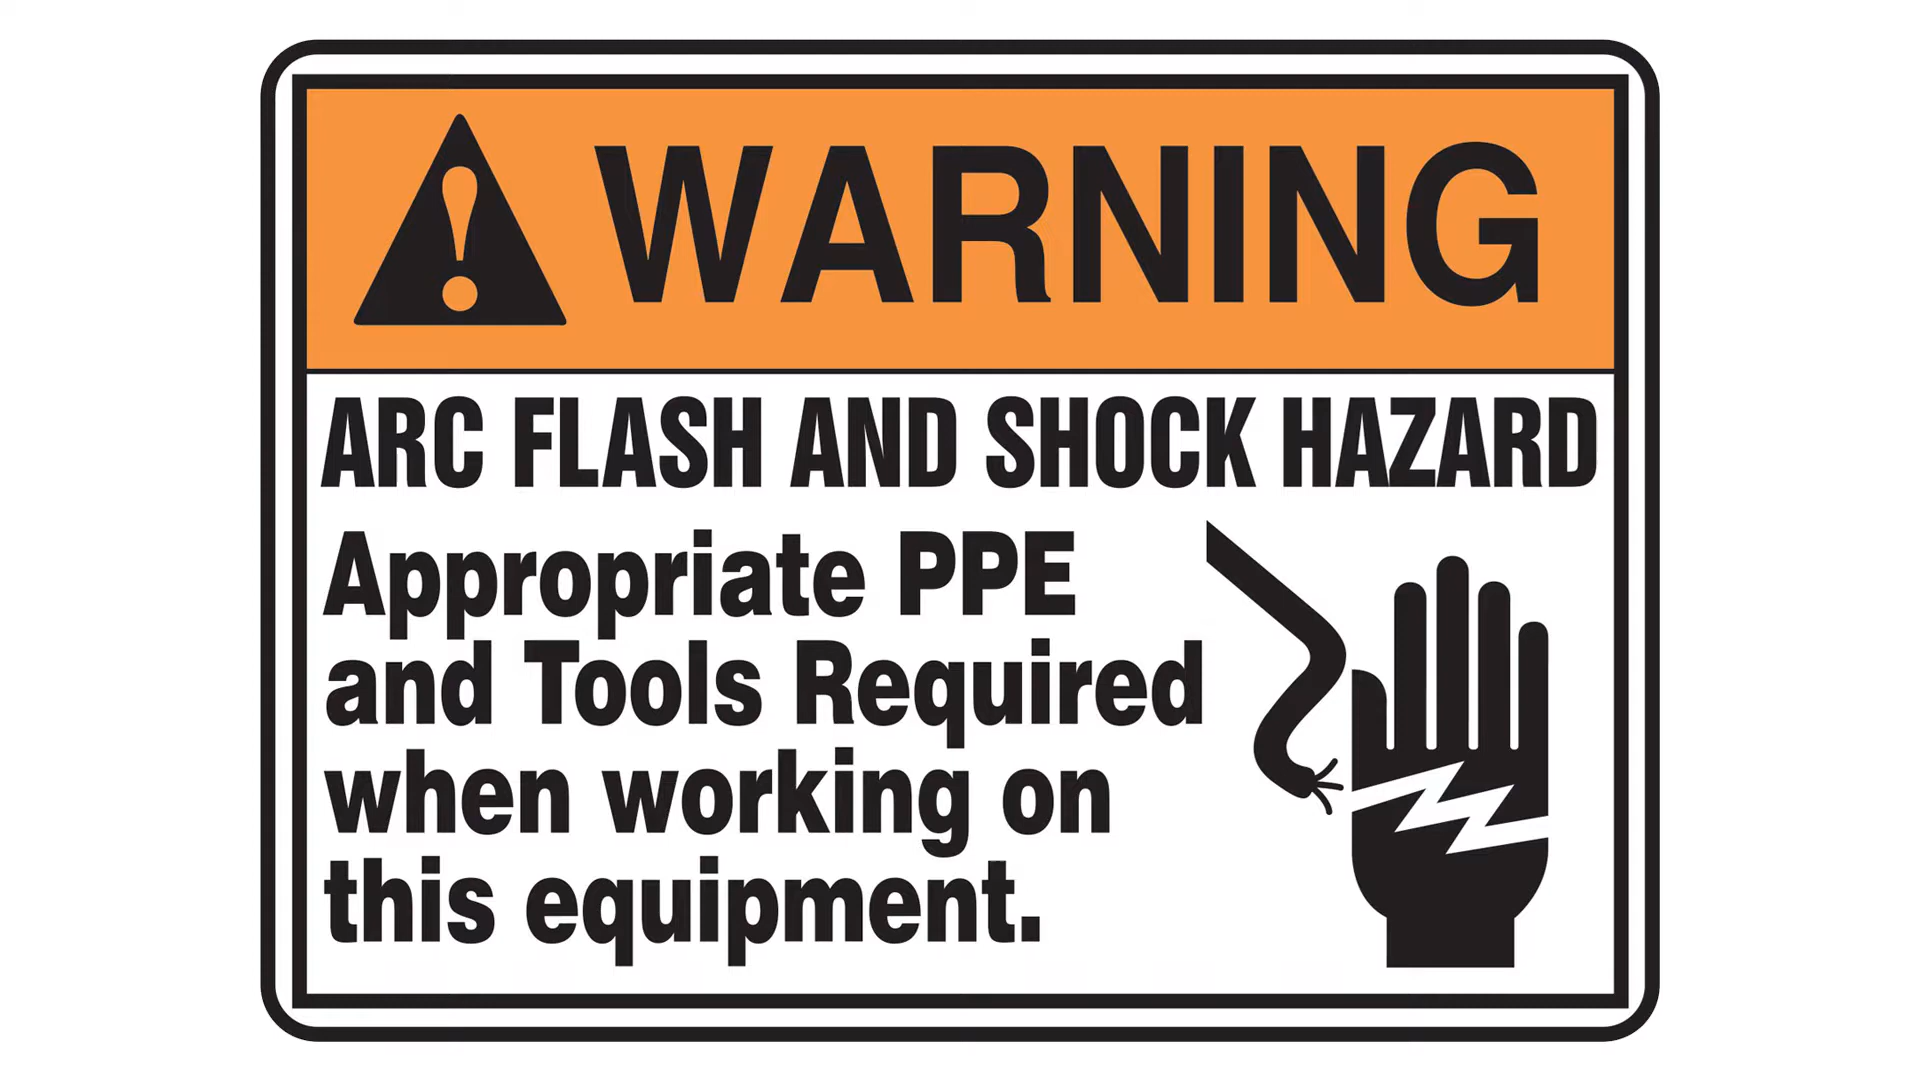 WARNING
ARC FLASH AND SHOCK HAZARD
Appropriate PPE
and Tools Required
when working on
this equipment.